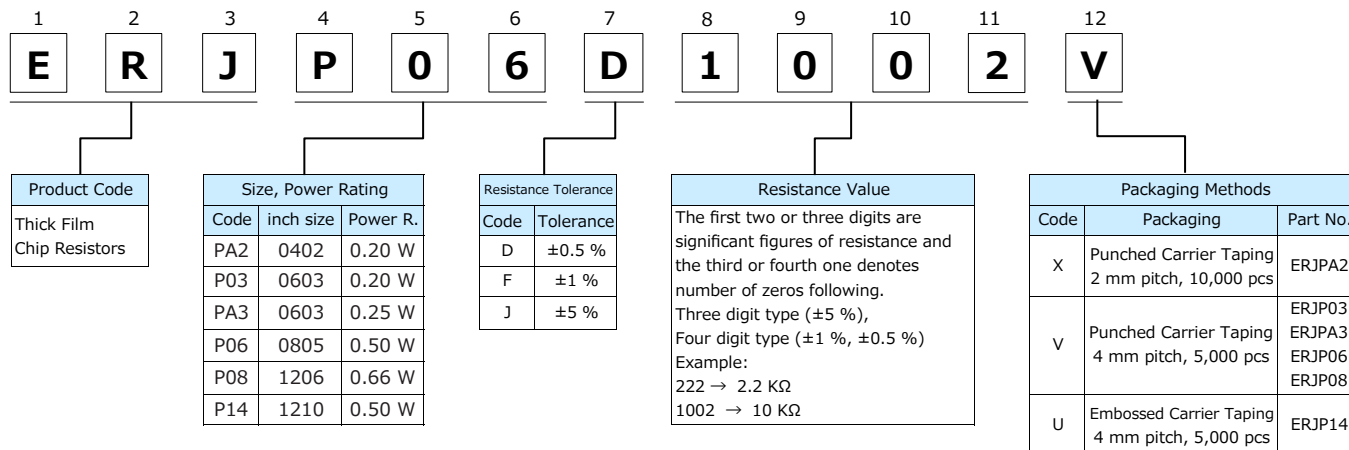 1 2 3 4 5 6 7 8 9 10 11 12
E R J P 0 6 D 1 0 0 2 V
Product Code
Thick Film
Chip Resistors
Size, Power Rating
Code inch size Power R.
PA2 0402 0.20 W
P03 0603 0.20 W
PA3 0603 0.25 W
P06 0805 0.50 W
P08 1206 0.66 W
P14 1210 0.50 W
Resistance Tolerance
Code Tolerance
D ±0.5 %
F ±1 %
J ±5 %
Resistance Value
The first two or three digits are
significant figures of resistance and
the third or fourth one denotes
number of zeros following.
Three digit type (±5 %),
Four digit type (±1 %, ±0.5 %)
Example:
222 → 2.2 KΩ
1002 → 10 KΩ
Packaging Methods
Code Packaging Part No.
X Punched Carrier Taping
2 mm pitch, 10,000 pcs ERJPA2
V Punched Carrier Taping
4 mm pitch, 5,000 pcs
ERJP03
ERJPA3
ERJP06
ERJP08
U Embossed Carrier Taping
4 mm pitch, 5,000 pcs ERJP14